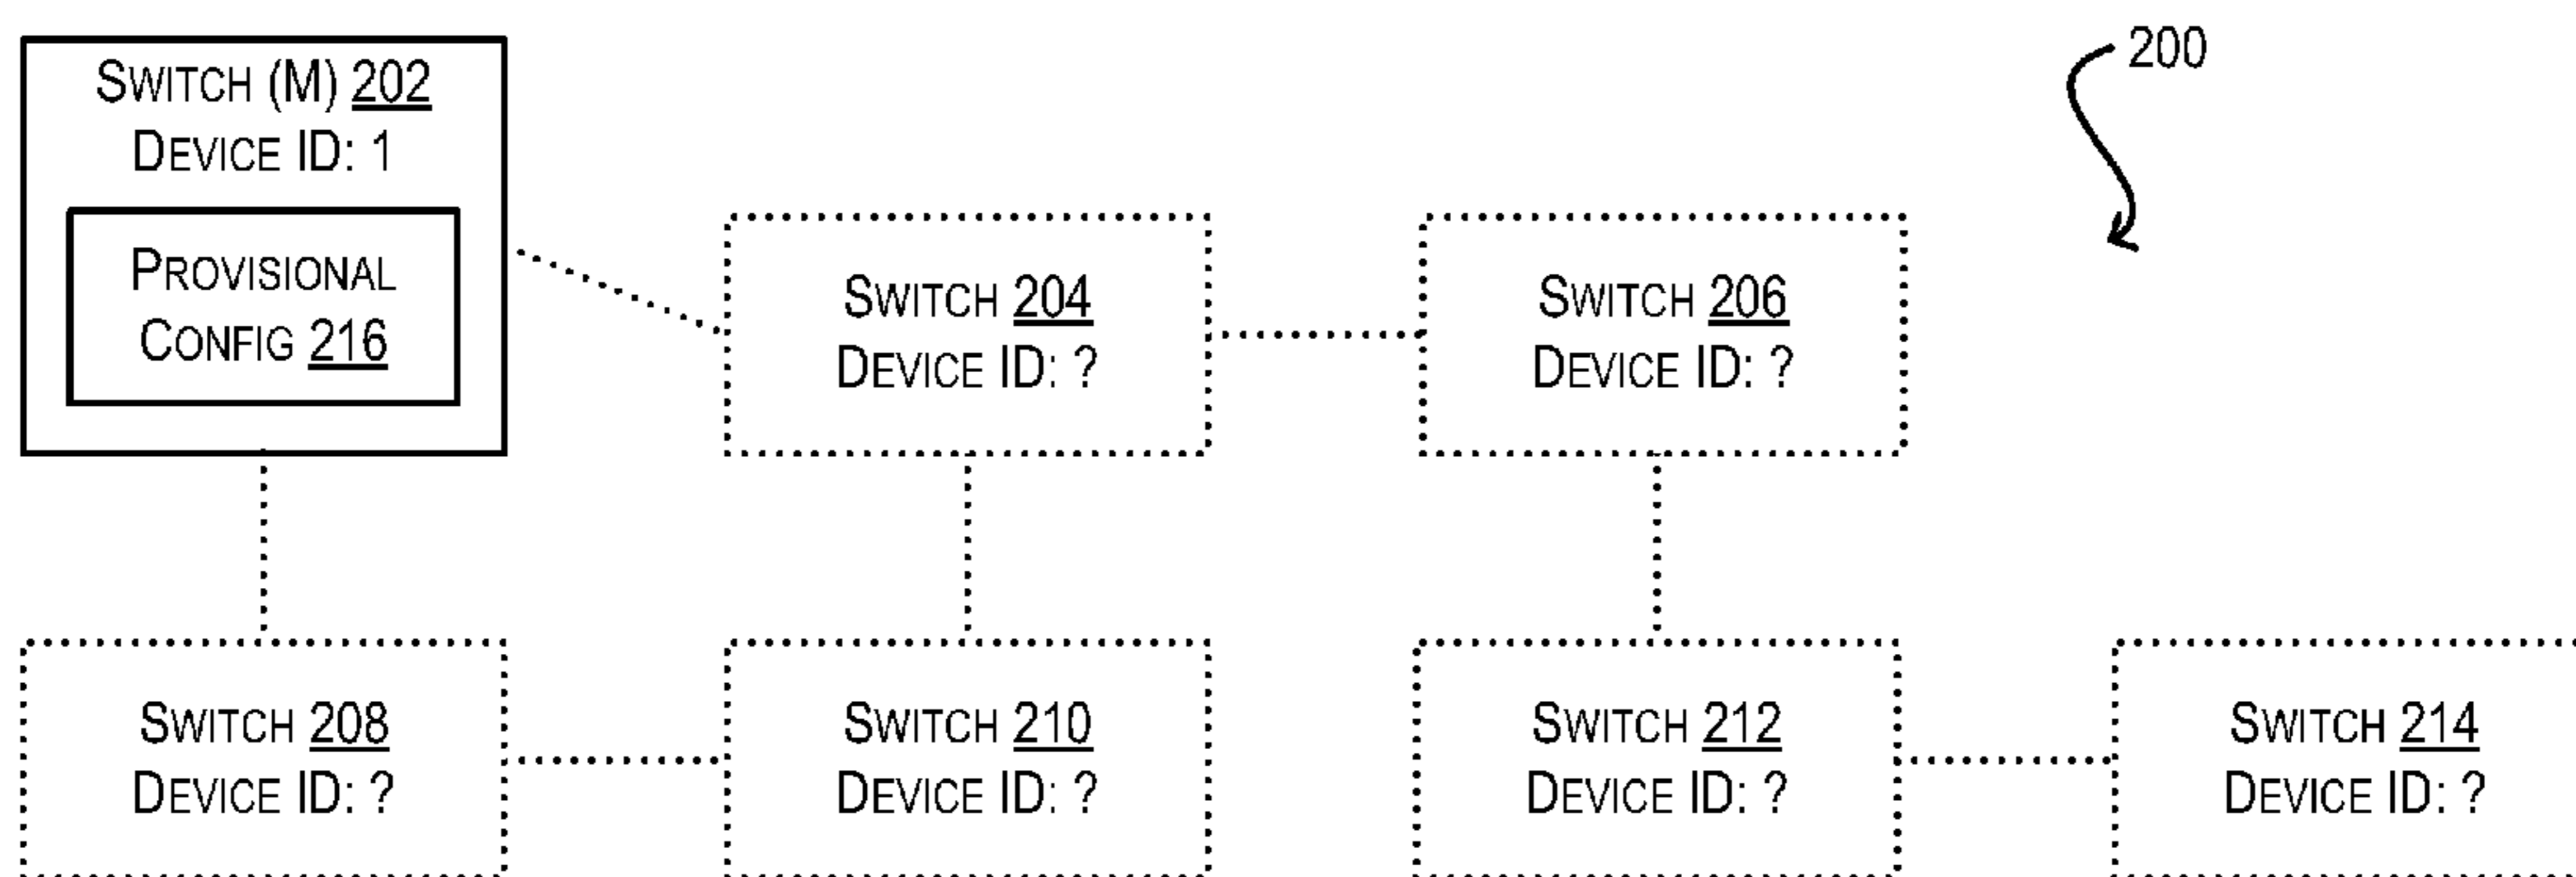 200
SWITCH (M) 202
DEVICE ID: 1
PROVISIONAL
CONFIG 216
SWITCH 204
DEVICE ID: ?
SWITCH 206
DEVICE ID: ?
SWITCH 208
DEVICE ID: ?
SWITCH 210
DEVICE ID: ?
SWITCH 212
DEVICE ID: ?
SWITCH 214
DEVICE ID: ?